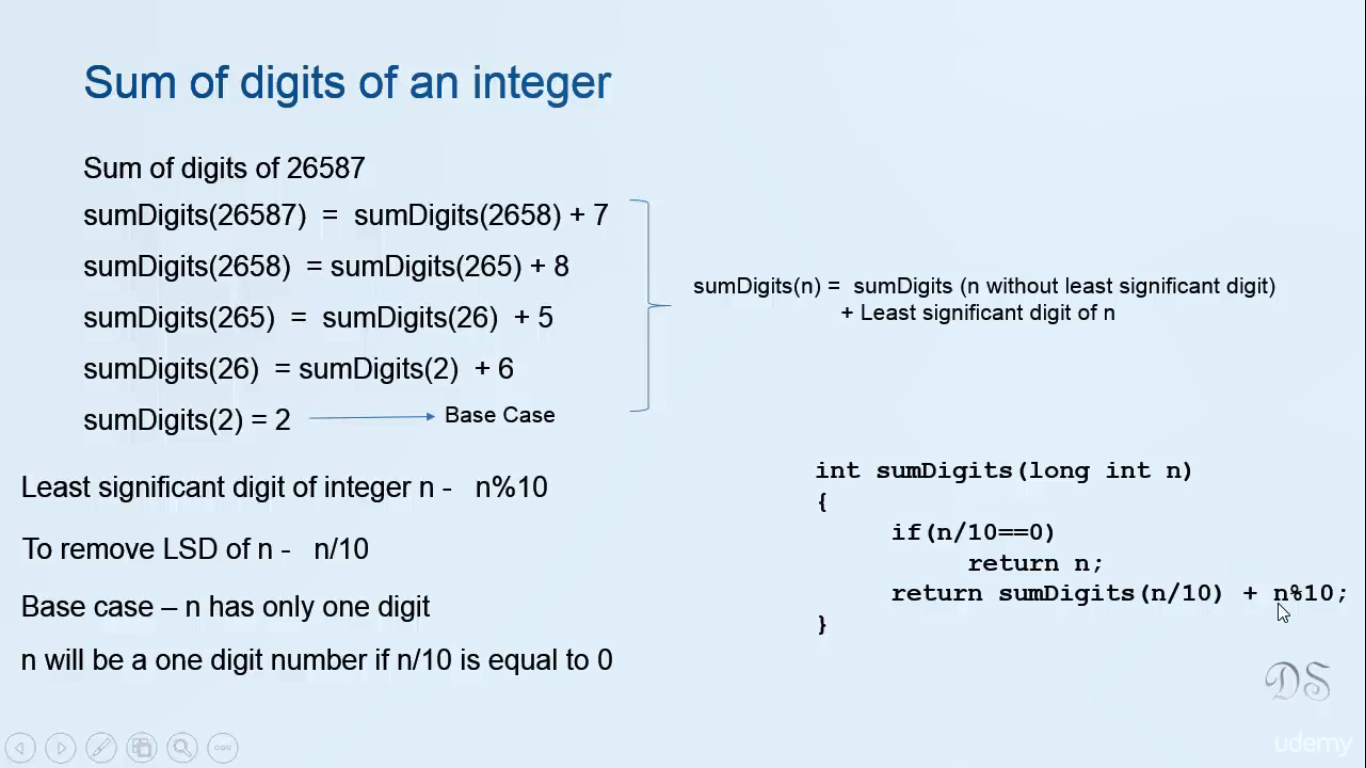 Sum of digits of an integer
Sum of digits of 26587
sumDigits(26587) = sumDigits(2658) + 7
sumDigits(2658) = sumDigits(265) + 8
sumDigits(265) = sumDigits(26) + 5
sumDigits(26) = sumDigits(2) + 6
sumDigits(2) = 2
Base Case
sumDigits(n) = sumDigits (n without least significant digit)
+ Least significant digit of n
Least significant digit of integer n - n%10
To remove LSD of n - n/10
Base case – n has only one digit
n will be a one digit number if n/10 is equal to 0
int sumDigits(long int n)
{
if(n/10==0)
return n;
return sumDigits(n/10) + n%10;
}
DS
udemy